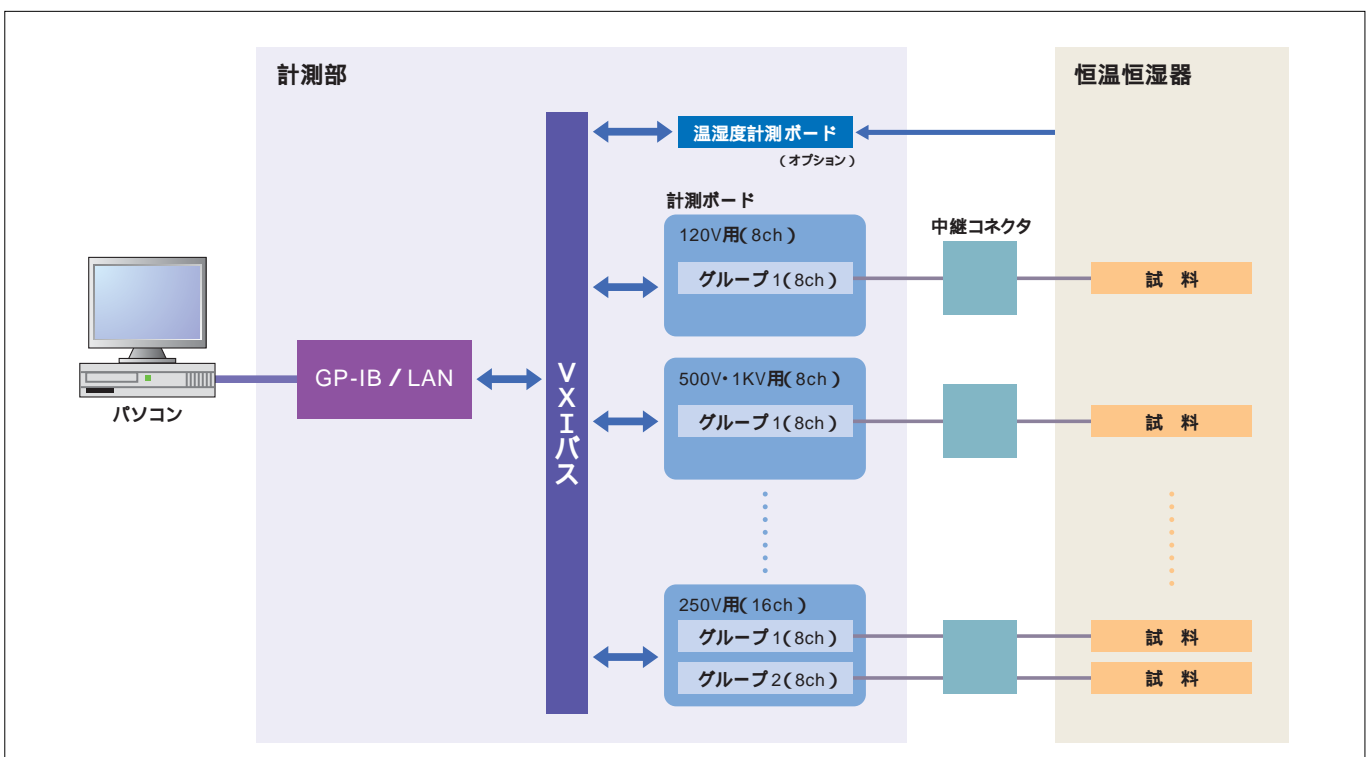 計測部
恒温恒湿器
温湿度計測ボード
(オプション)
計測ボード
中継コネクタ
120V用(8ch)
グループ1(8ch)
試 料
パソコン
GP-IB/LAN
VXIバス
500V・1KV用(8ch)
グループ1(8ch)
試 料
250V用(16ch)
グループ1(8ch)
試 料
グループ2(8ch)
試 料